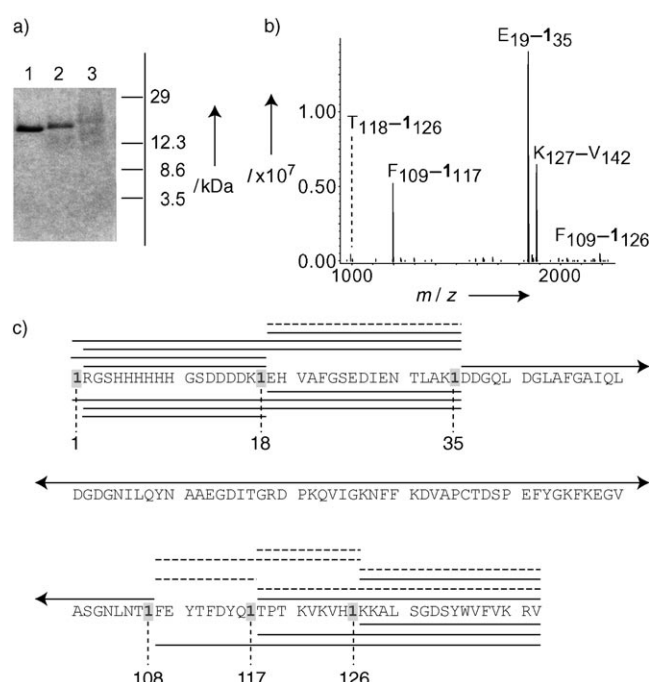 a)
1 2 3
29
12.3
8.6
3.5
/kDa
b)
/x10⁷
1.00
0.50
0.00
T₁₁₈–1₁₂₆
F₁₀₉–1₁₁₇
E₁₉–1₃₅
K₁₂₇–V₁₄₂
F₁₀₉–1₁₂₆
1000 2000
m / z
c)
1RGSHHHHHH GSDDDDK1EH VAFGSEDIEN TLAK1DDGQL DGLAFGAIQL
1 18 35
DGDGNILQYN AAEGDITGRD PKQVIGKNFF KDVAPCTDSP EFYGKFKEGV
ASGNLNT1FE YTFDYQ1TPT KVKVH1KKAL SGDSYWVFVK RV
108 117 126